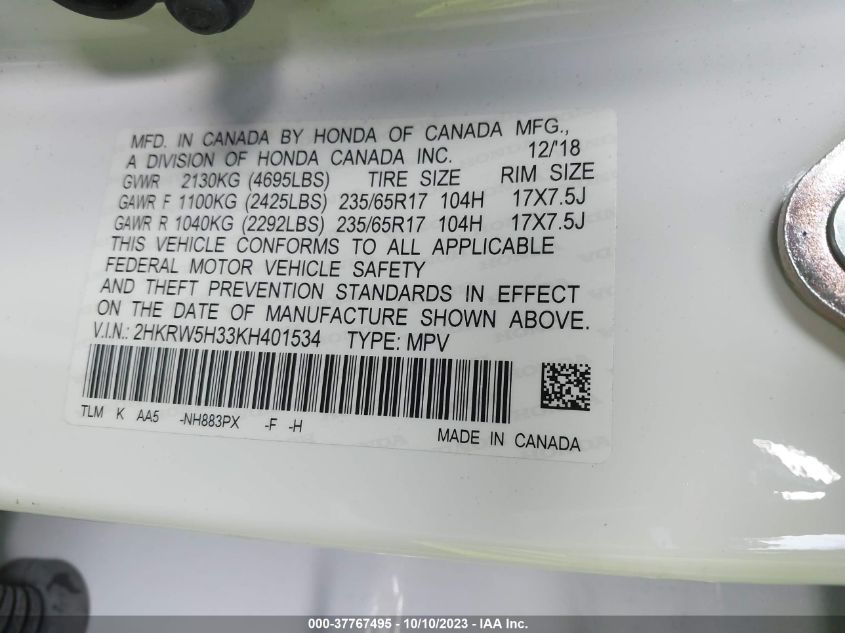 MFD. IN CANADA BY HONDA OF CANADA MFG.,
A DIVISION OF HONDA CANADA INC. 12/'18
GVWR 2130KG (4695LBS) TIRE SIZE RIM SIZE
GAWR F 1100KG (2425LBS) 235/65R17 104H 17X7.5J
GAWR R 1040KG (2292LBS) 235/65R17 104H 17X7.5J
THIS VEHICLE CONFORMS TO ALL APPLICABLE
FEDERAL MOTOR VEHICLE SAFETY
AND THEFT PREVENTION STANDARDS IN EFFECT
ON THE DATE OF MANUFACTURE SHOWN ABOVE.
V.I.N.: 2HKRW5H33KH401534 TYPE: MPV
TLM K AA5 -NH883PX -F -H
MADE IN CANADA
000-37767495 - 10/10/2023 - IAA Inc.